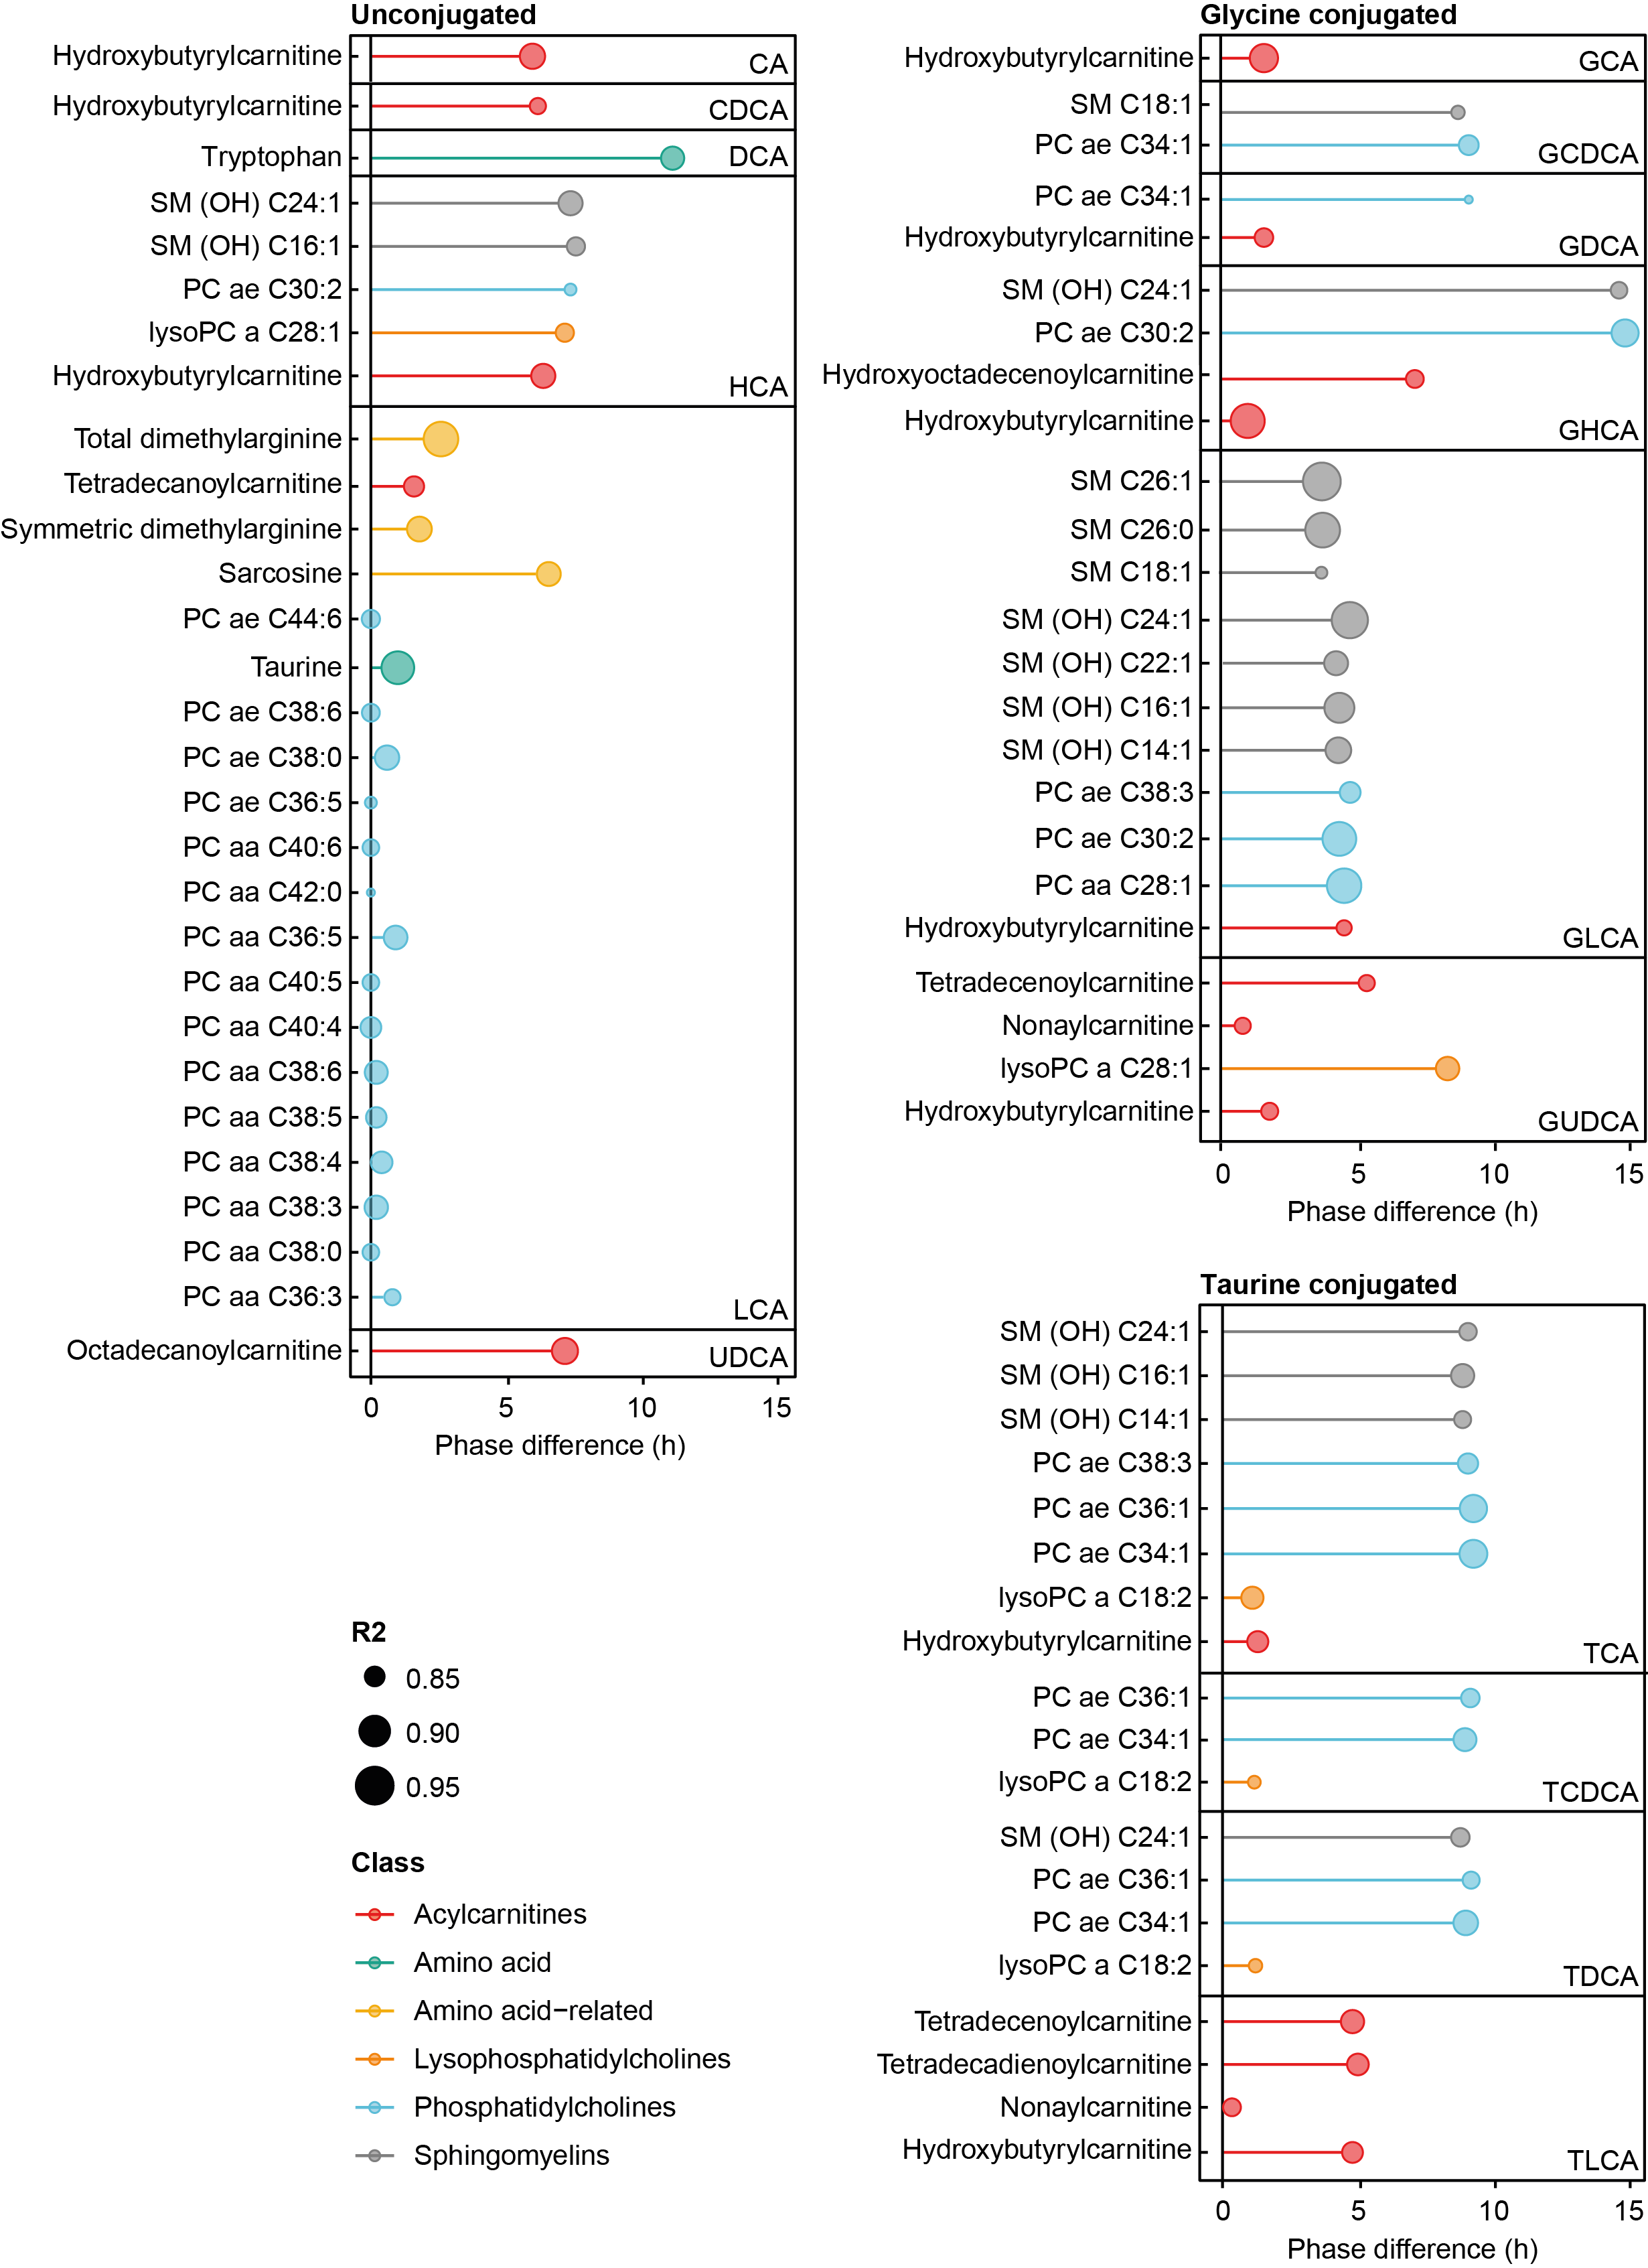 Unconjugated
Hydroxybutyrylcarnitine
CA
Hydroxybutyrylcarnitine
CDCA
Tryptophan
DCA
SM (OH) C24:1
SM (OH) C16:1
PC ae C30:2
lysoPC a C28:1
Hydroxybutyrylcarnitine
HCA
Total dimethylarginine
Tetradecanoylcarnitine
Symmetric dimethylarginine
Sarcosine
PC ae C44:6
Taurine
PC ae C38:6
PC ae C38:0
PC ae C36:5
PC aa C40:6
PC aa C42:0
PC aa C36:5
PC aa C40:5
PC aa C40:4
PC aa C38:6
PC aa C38:5
PC aa C38:4
PC aa C38:3
PC aa C38:0
PC aa C36:3
LCA
Octadecanoylcarnitine
UDCA
0 5 10 15
Phase difference (h)
Glycine conjugated
Hydroxybutyrylcarnitine
GCA
SM C18:1
PC ae C34:1
GCDCA
PC ae C34:1
Hydroxybutyrylcarnitine
GDCA
SM (OH) C24:1
PC ae C30:2
Hydroxyoctadecenoylcarnitine
Hydroxybutyrylcarnitine
GHCA
SM C26:1
SM C26:0
SM C18:1
SM (OH) C24:1
SM (OH) C22:1
SM (OH) C16:1
SM (OH) C14:1
PC ae C38:3
PC ae C30:2
PC aa C28:1
Hydroxybutyrylcarnitine
GLCA
Tetradecenoylcarnitine
Nonaylcarnitine
lysoPC a C28:1
Hydroxybutyrylcarnitine
GUDCA
0 5 10 15
Phase difference (h)
Taurine conjugated
SM (OH) C24:1
SM (OH) C16:1
SM (OH) C14:1
PC ae C38:3
PC ae C36:1
PC ae C34:1
lysoPC a C18:2
Hydroxybutyrylcarnitine
TCA
PC ae C36:1
PC ae C34:1
lysoPC a C18:2
TCDCA
SM (OH) C24:1
PC ae C36:1
PC ae C34:1
lysoPC a C18:2
TDCA
Tetradecenoylcarnitine
Tetradecadienoylcarnitine
Nonaylcarnitine
Hydroxybutyrylcarnitine
TLCA
0 5 10 15
Phase difference (h)
R2
0.85
0.90
0.95
Class
Acylcarnitines
Amino acid
Amino acid−related
Lysophosphatidylcholines
Phosphatidylcholines
Sphingomyelins